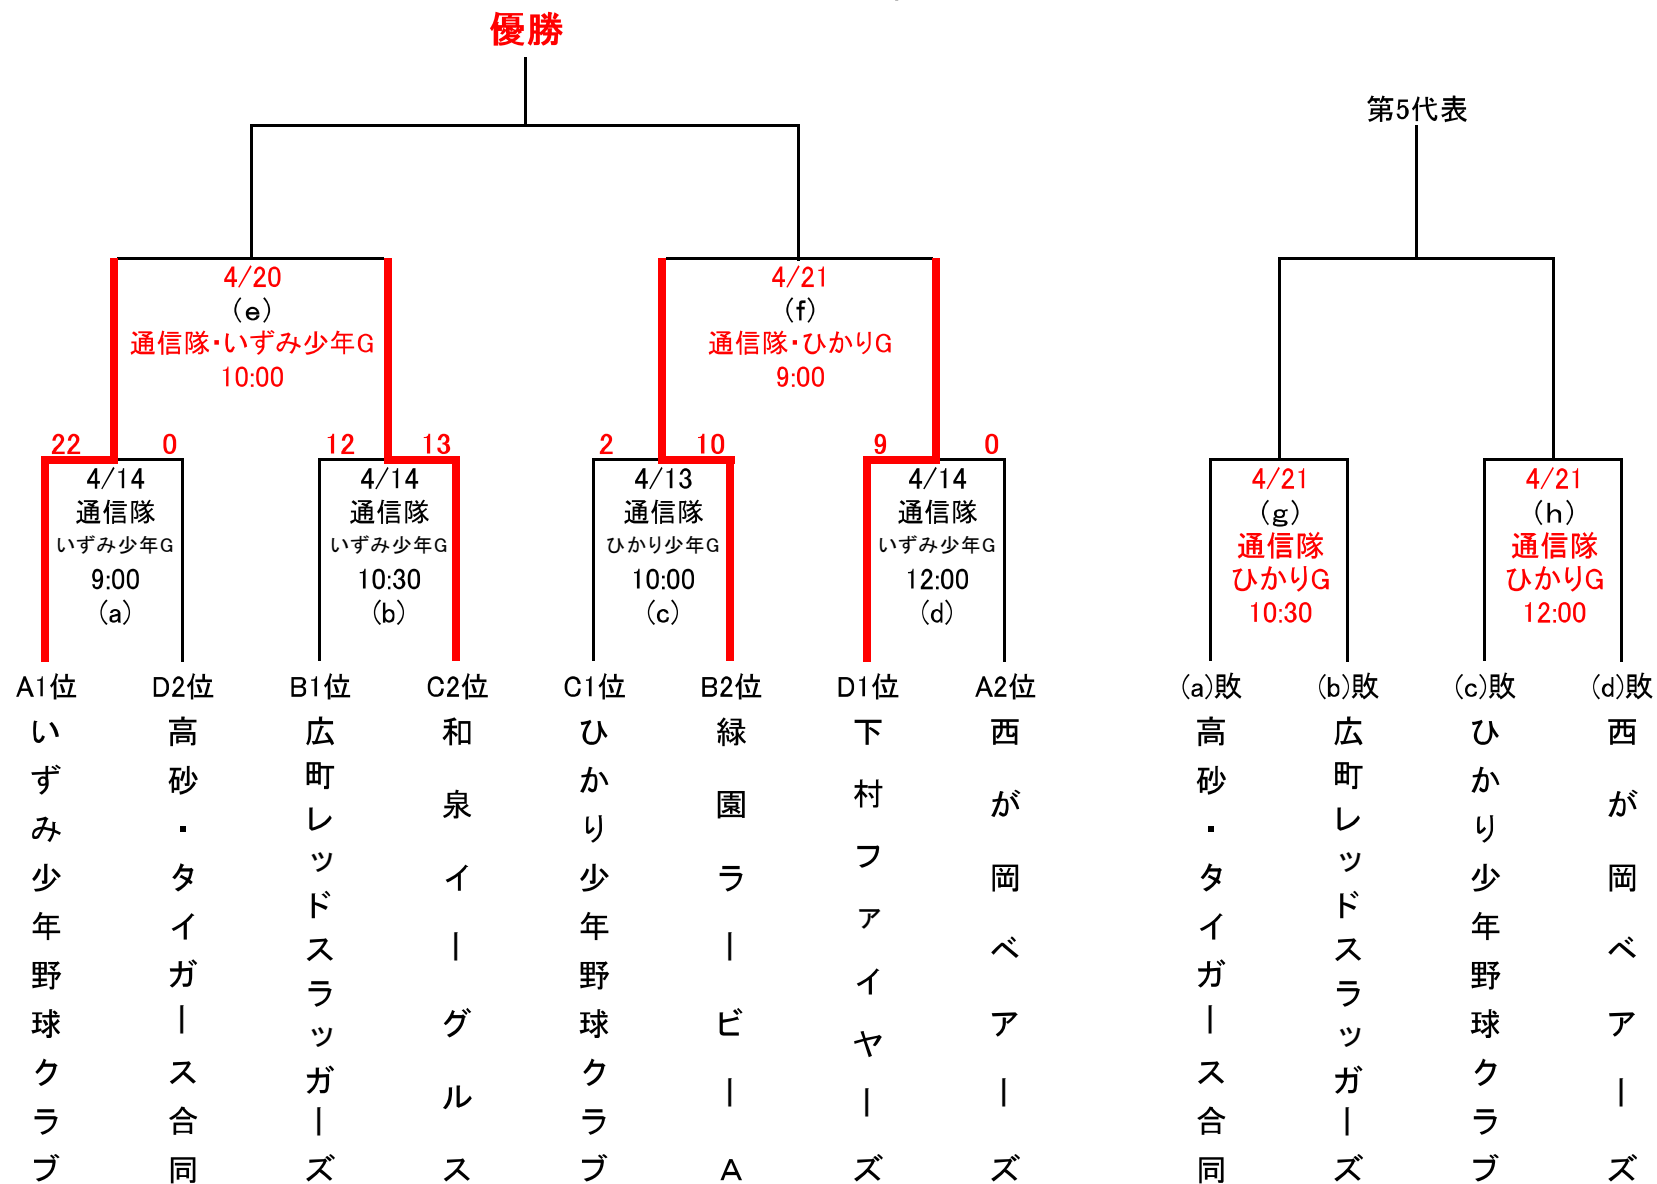 優勝
第5代表
4/20
(e)
通信隊・いずみ少年G
10:00
4/21
(f)
通信隊・ひかりG
9:00
22 0 12 13 2 10 9 0
4/14
通信隊
いずみ少年G
9:00
(a)
4/14
通信隊
いずみ少年G
10:30
(b)
4/13
通信隊
ひかり少年G
10:00
(c)
4/14
通信隊
いずみ少年G
12:00
(d)
4/21
(g)
通信隊
ひかりG
10:30
4/21
(h)
通信隊
ひかりG
12:00
A1位 D2位 B1位 C2位 C1位 B2位 D1位 A2位 (a)敗 (b)敗 (c)敗 (d)敗
いずみ少年野球クラブ
高砂・タイガース合同
広町レッドスラッガーズ
和泉イーグルス
ひかり少年野球クラブ
緑園ラービーA
下村ファイヤーズ
西が岡ベアーズ
高砂・タイガース合同
広町レッドスラッガーズ
ひかり少年野球クラブ
西が岡ベアーズ